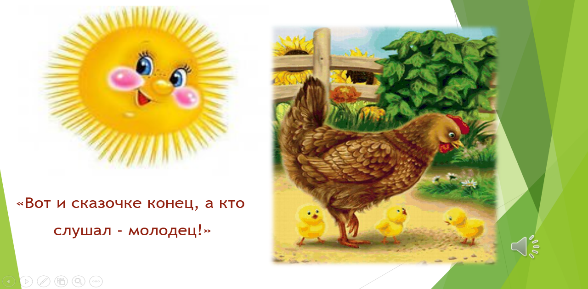 «Вот и сказочке конец, а кто
слушал - молодец!»